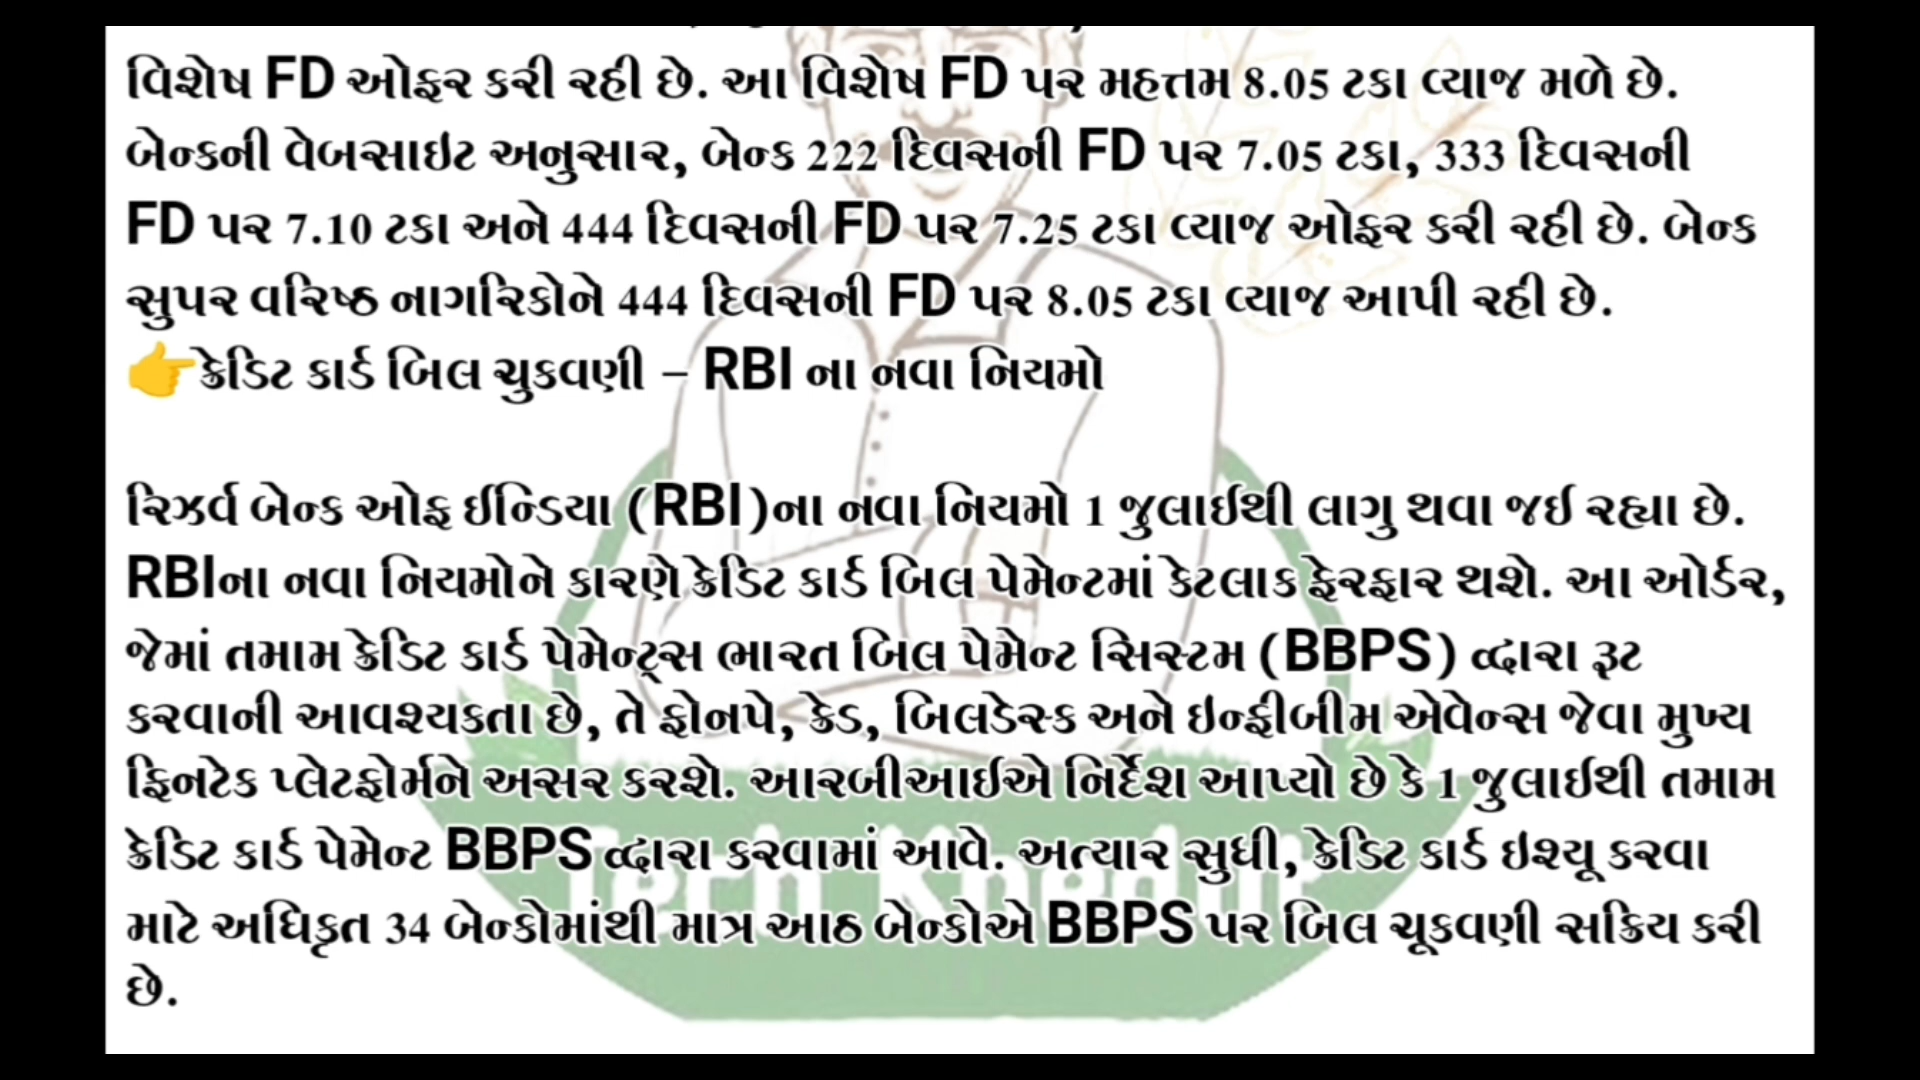 વિશેષ FD ઓફર કરી રહી છે. આ વિશેષ FD પર મહત્તમ 8.05 ટકા વ્યાજ મળે છે.
બેન્કની વેબસાઇટ અનુસાર, બેન્ક 222 દિવસની FD પર 7.05 ટકા, 333 દિવસની
FD પર 7.10 ટકા અને 444 દિવસની FD પર 7.25 ટકા વ્યાજ ઓફર કરી રહી છે. બેન્ક
સુપર વરિષ્ઠ નાગરિકોને 444 દિવસની FD પર 8.05 ટકા વ્યાજ આપી રહી છે.
👉ક્રેડિટ કાર્ડ બિલ ચુકવણી – RBI ના નવા નિયમો
રિઝર્વ બેન્ક ઓફ ઈન્ડિયા (RBI)ના નવા નિયમો 1 જુલાઈથી લાગુ થવા જઈ રહ્યા છે.
RBIના નવા નિયમોને કારણે ક્રેડિટ કાર્ડ બિલ પેમેન્ટમાં કેટલાક ફેરફાર થશે. આ ઓર્ડર,
જેમાં તમામ ક્રેડિટ કાર્ડ પેમેન્ટ્સ ભારત બિલ પેમેન્ટ સિસ્ટમ (BBPS) દ્વારા રૂટ
કરવાની આવશ્યકતા છે, તે ફોનપે, ક્રેડ, બિલડેસ્ક અને ઇન્ફીબીમ એવેન્સ જેવા મુખ્ય
ફિનટેક પ્લેટફોર્મને અસર કરશે. આરબીઆઈએ નિર્દેશ આપ્યો છે કે 1 જુલાઈથી તમામ
ક્રેડિટ કાર્ડ પેમેન્ટ BBPS દ્વારા કરવામાં આવે. અત્યાર સુધી, ક્રેડિટ કાર્ડ ઇશ્યૂ કરવા
માટે અધિકૃત 34 બેન્કોમાંથી માત્ર આઠ બેન્કોએ BBPS પર બિલ ચૂકવણી સક્રિય કરી
છે.